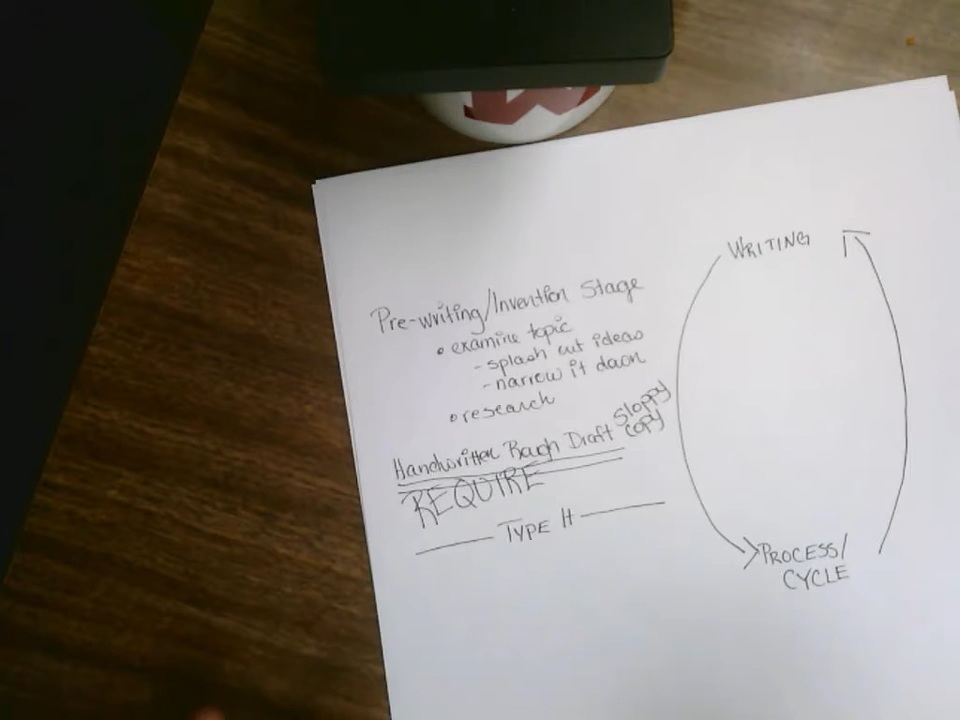 Pre-writing/Invention Stage
• examine topic
- splash out ideas
- narrow it down
• research
Handwritten Rough Draft Sloppy Copy
REQUIRE
TYPE It
WRITING
PROCESS/
CYCLE